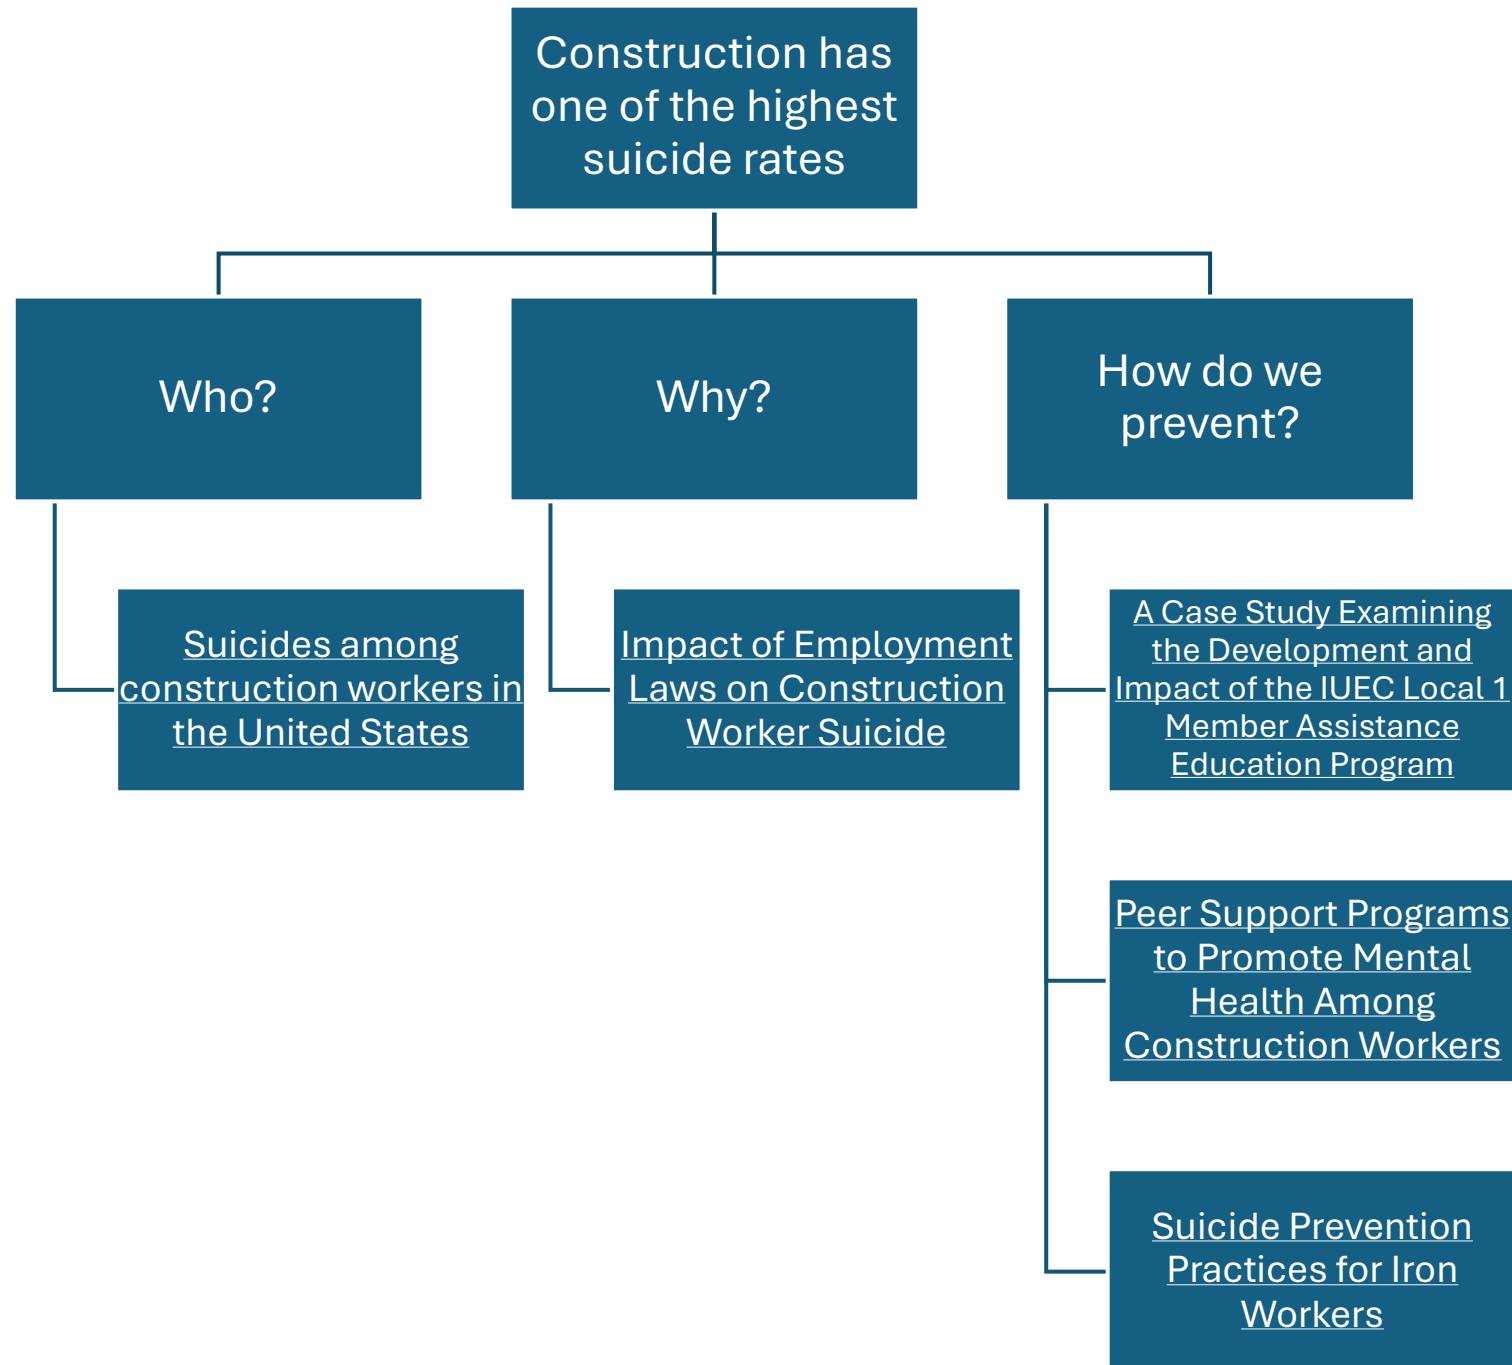 Construction has
one of the highest
suicide rates
Who?
Why?
How do we
prevent?
Suicides among
construction workers in
the United States
Impact of Employment
Laws on Construction
Worker Suicide
A Case Study Examining
the Development and
Impact of the IUEC Local 1
Member Assistance
Education Program
Peer Support Programs
to Promote Mental
Health Among
Construction Workers
Suicide Prevention
Practices for Iron
Workers